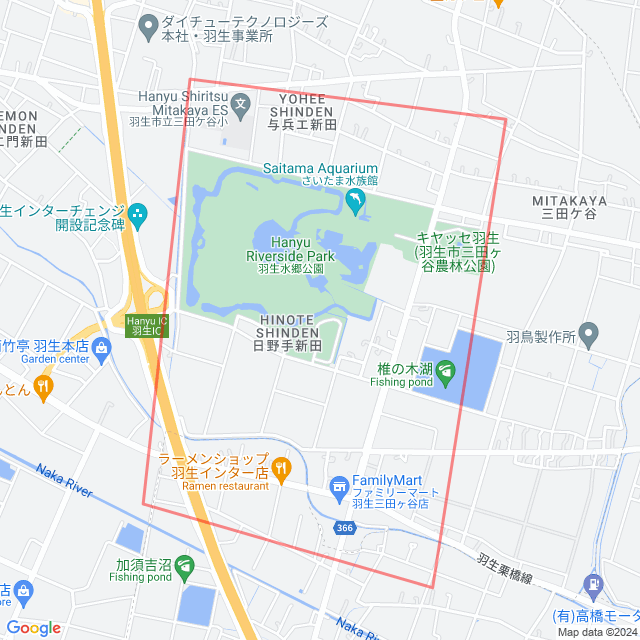 ダイチューテクノロジーズ
本社・羽生事業所
Hanyu Shiritsu
Mitakaya ES
羽生市立三田ケ谷小
YOHEE
SHINDEN
与兵工新田
EMON
INDEN
二門新田
Saitama Aquarium
さいたま水族館
MITAKAYA
三田ケ谷
生インターチェンジ
開設記念碑
Hanyu
Riverside Park
羽生水郷公園
キヤッセ羽生
(羽生市三田ヶ
谷農林公園)
Hanyu IC
羽生IC
HINOTE
SHINDEN
日野手新田
羽鳥製作所
竹亭 羽生本店
Garden center
椎の木湖
Fishing pond
んとん
ラーメンショップ
羽生インター店
Ramen restaurant
Naka River
FamilyMart
ファミリーマート
羽生三田ヶ谷店
366
羽生栗橋線
加須吉沼
Fishing pond
店
re
Naka River
(有)高橋モータ
Google
Map data ©2024